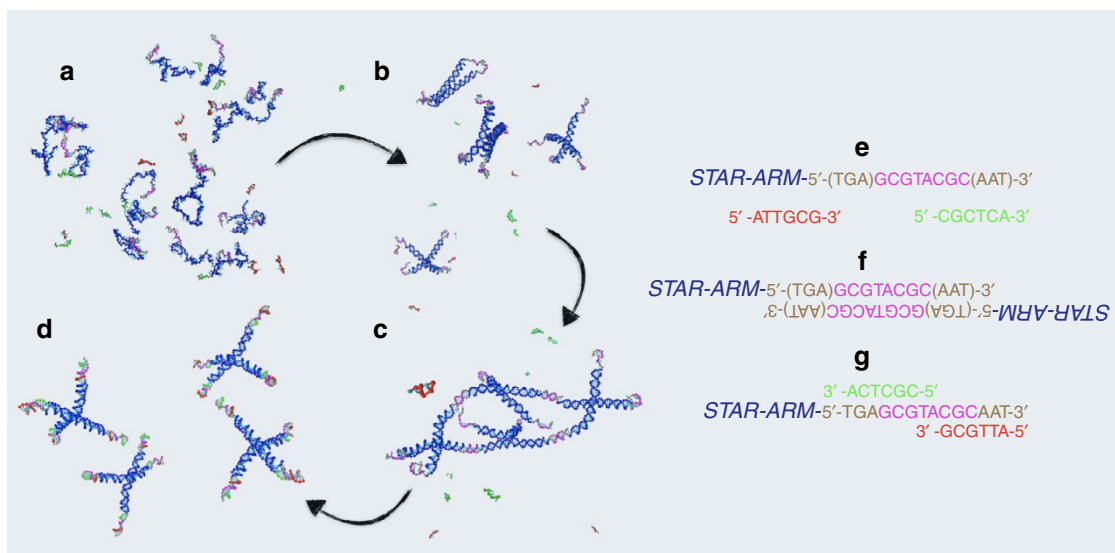 a
b
c
d
e
STAR-ARM-5′-(TGA)GCGTACGC(AAT)-3′
5′ -ATTGCG-3′
5′ -CGCTCA-3′
f
STAR-ARM-5′-(TGA)GCGTACGC(AAT)-3′
STAR-ARM-5′-(TGA)GCGTACGC(AAT)-3′
g
3′ -ACTCGC-5′
STAR-ARM-5′-TGAGCGTACGCAAT-3′
3′ -GCGTTA-5′